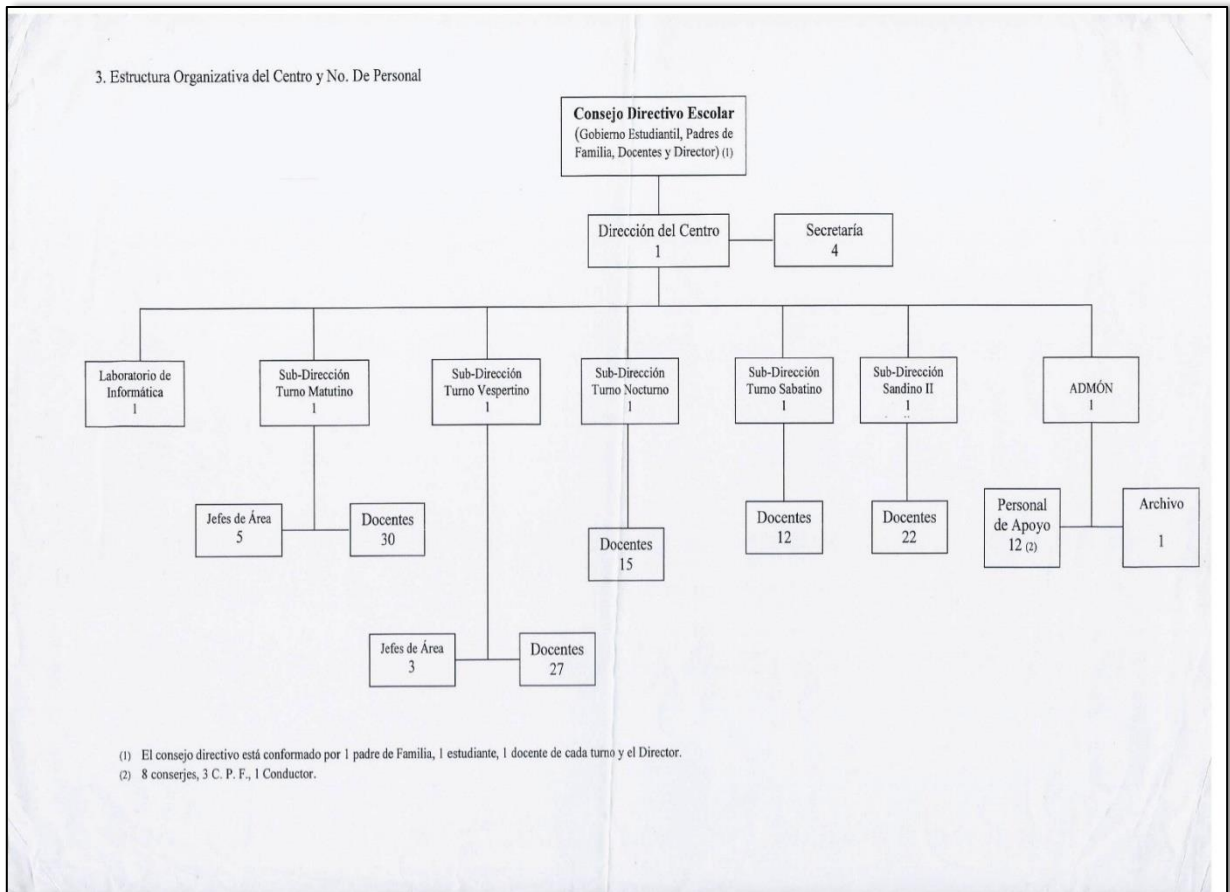 3. Estructura Organizativa del Centro y No. De Personal
Consejo Directivo Escolar
(Gobierno Estudiantil, Padres de
Familia, Docentes y Director) (1)
Dirección del Centro
1
Secretaría
4
Laboratorio de
Informática
1
Sub-Dirección
Turno Matutino
1
Sub-Dirección
Turno Vespertino
1
Sub-Dirección
Turno Nocturno
1
Sub-Dirección
Turno Sabatino
1
Sub-Dirección
Sandino II
1
ADMÓN
1
Jefes de Área
5
Docentes
30
Docentes
15
Docentes
12
Docentes
22
Personal
de Apoyo
12 (2)
Archivo
1
Jefes de Área
3
Docentes
27
(1) El consejo directivo está conformado por 1 padre de Familia, 1 estudiante, 1 docente de cada turno y el Director.
(2) 8 conserjes, 3 C. P. F., 1 Conductor.